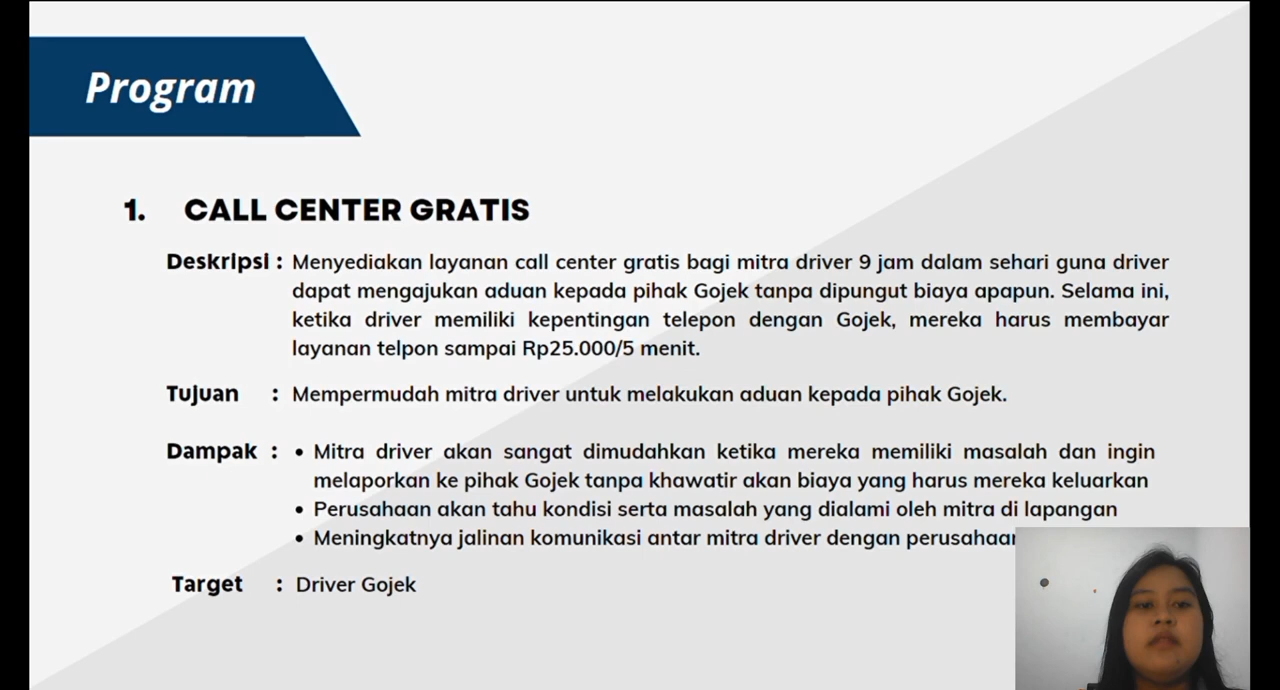 Program
1. CALL CENTER GRATIS
Deskripsi : Menyediakan layanan call center gratis bagi mitra driver 9 jam dalam sehari guna driver
dapat mengajukan aduan kepada pihak Gojek tanpa dipungut biaya apapun. Selama ini,
ketika driver memiliki kepentingan telepon dengan Gojek, mereka harus membayar
layanan telpon sampai Rp25.000/5 menit.
Tujuan : Mempermudah mitra driver untuk melakukan aduan kepada pihak Gojek.
Dampak : • Mitra driver akan sangat dimudahkan ketika mereka memiliki masalah dan ingin
melaporkan ke pihak Gojek tanpa khawatir akan biaya yang harus mereka keluarkan
• Perusahaan akan tahu kondisi serta masalah yang dialami oleh mitra di lapangan
• Meningkatnya jalinan komunikasi antar mitra driver dengan perusahaan
Target : Driver Gojek